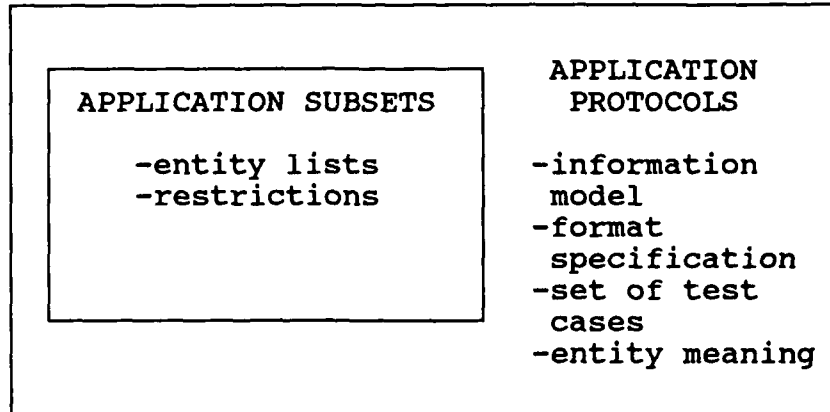 APPLICATION SUBSETS
-entity lists
-restrictions
APPLICATION
PROTOCOLS
-information
model
-format
specification
-set of test
cases
-entity meaning